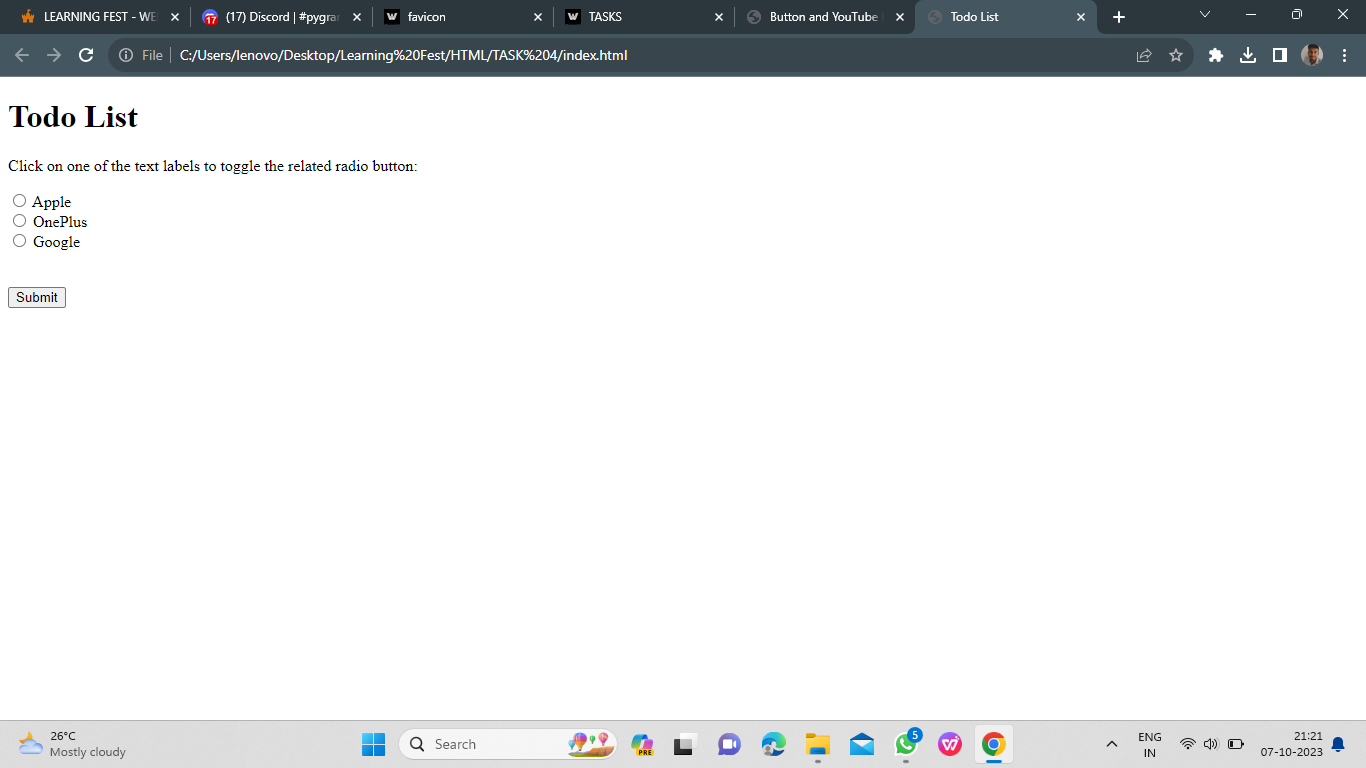 LEARNING FEST - WE
(17) Discord | #pygra
favicon
TASKS
Button and YouTube
Todo List
File
C:/Users/lenovo/Desktop/Learning%20Fest/HTML/TASK%204/index.html
Todo List
Click on one of the text labels to toggle the related radio button:
Apple
OnePlus
Google
Submit
26°C
Mostly cloudy
Search
PRE
5
ENG
IN
21:21
07-10-2023